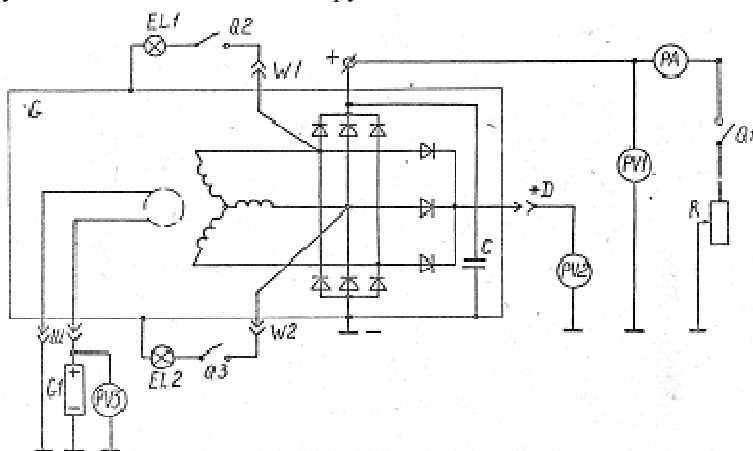 EL1
Q2
W1
+
PA
G
Q1
PV1
+D
R
C
PV2
Ш
W2
–
EL2
Q3
G1
+
–
PV3